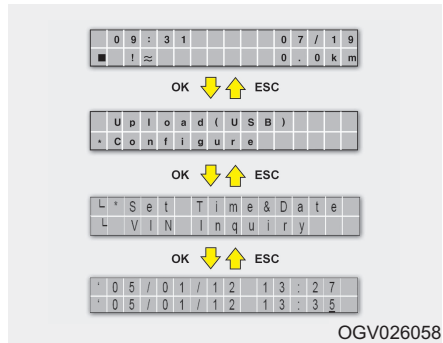 09:31 07/19
■ !≈ 0.0km
OK ESC
Upload(USB)
* Configure
OK ESC
└ * Set Time&Date
└ VIN Inquiry
OK ESC
' 05/01/12 13:27
' 05/01/12 13:35
OGV026058